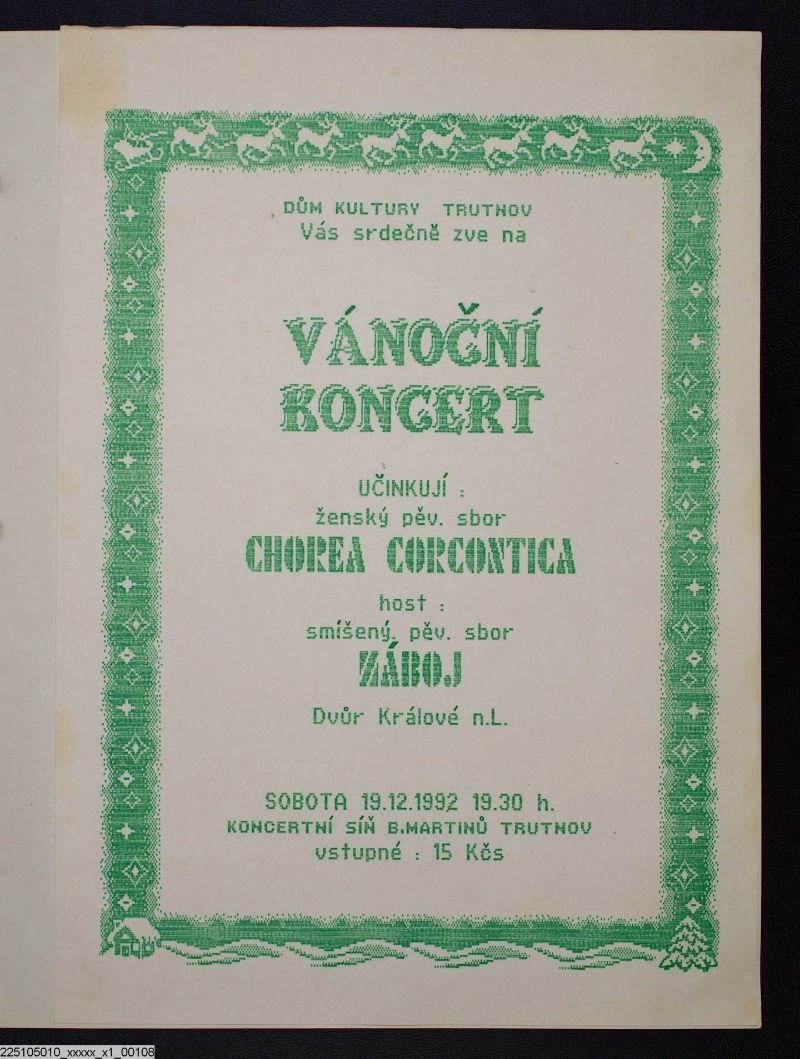 DŮM KULTURY TRUTNOV
Vás srdečně zve na
VÁNOČNÍ
KONCERT
UČINKUJÍ :
ženský pěv. sbor
CHOREA CORCONTICA
host :
smíšený. pěv. sbor
ZÁBOJ
Dvůr Králové n.L.
SOBOTA 19.12.1992 19.30 h.
KONCERTNÍ SÍŇ B.MARTINŮ TRUTNOV
vstupné : 15 Kčs
225105010_xxxxx_x1_00108